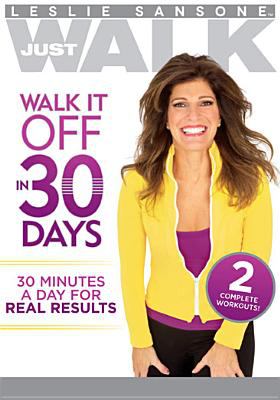 LESLIE SANSONE
JUST
WALK
WALK IT
OFF
IN
30
DAYS
30 MINUTES
A DAY FOR
REAL RESULTS
2
COMPLETE
WORKOUTS!